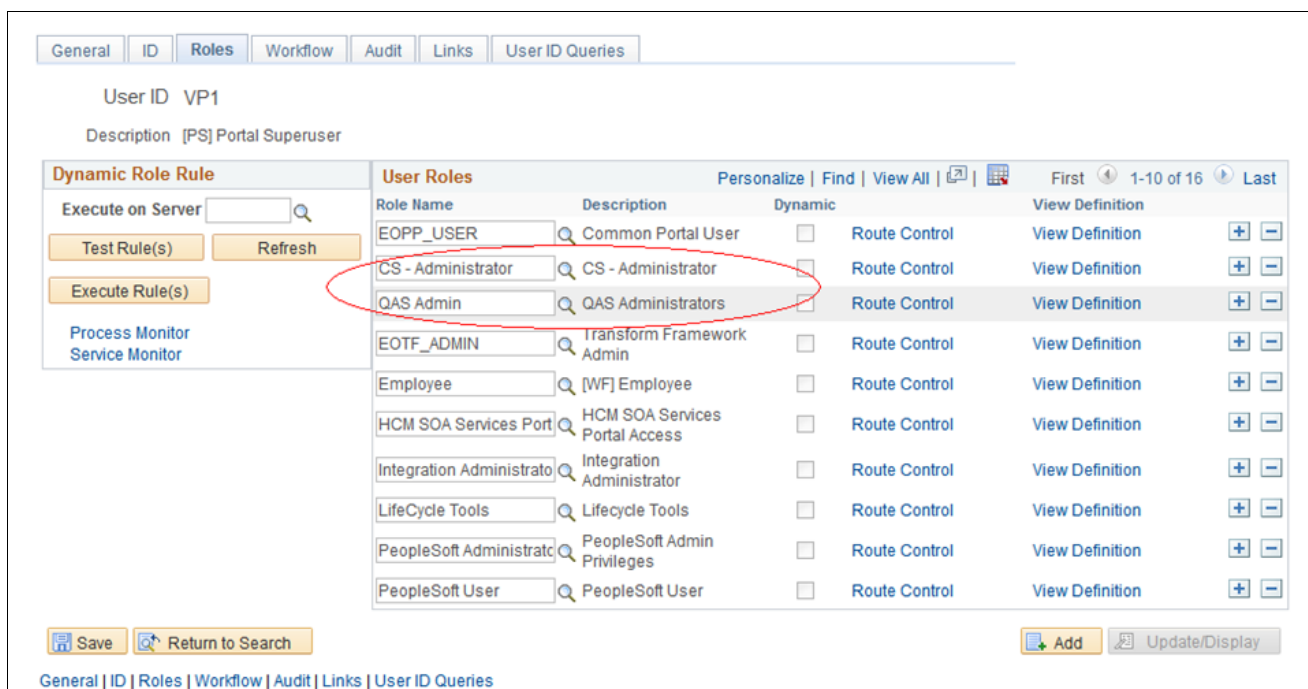 General ID Roles Workflow Audit Links User ID Queries
User ID VP1
Description [PS] Portal Superuser
Dynamic Role Rule
Execute on Server
Test Rule(s) Refresh
Execute Rule(s)
Process Monitor
Service Monitor
User Roles Personalize | Find | View All | | First 1-10 of 16 Last
Role Name Description Dynamic View Definition
EOPP_USER Common Portal User Route Control View Definition + −
CS - Administrator CS - Administrator Route Control View Definition + −
QAS Admin QAS Administrators Route Control View Definition + −
EOTF_ADMIN Transform Framework Admin Route Control View Definition + −
Employee [WF] Employee Route Control View Definition + −
HCM SOA Services Port HCM SOA Services Portal Access Route Control View Definition + −
Integration Administrato Integration Administrator Route Control View Definition + −
LifeCycle Tools Lifecycle Tools Route Control View Definition + −
PeopleSoft Administratc PeopleSoft Admin Privileges Route Control View Definition + −
PeopleSoft User PeopleSoft User Route Control View Definition + −
Save Return to Search Add Update/Display
General | ID | Roles | Workflow | Audit | Links | User ID Queries